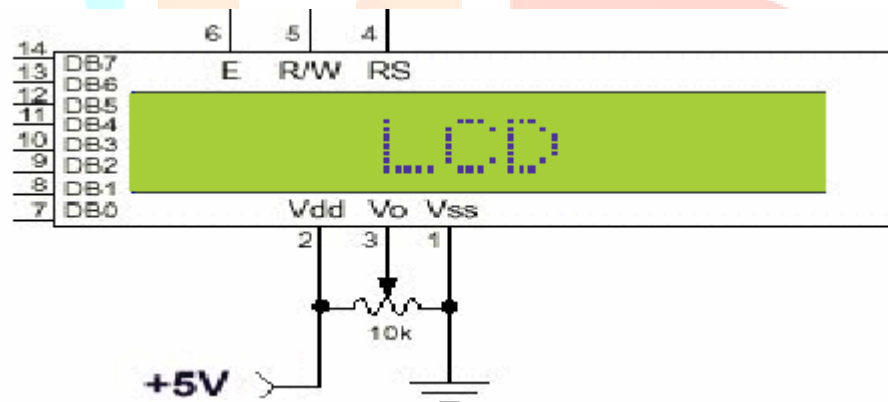 6 5 4
14 DB7 E R/W RS
13 DB6
12 DB5
11 DB4
10 DB3
9 DB2
8 DB1
7 DB0
LCD
Vdd Vo Vss
2 3 1
10k
+5V